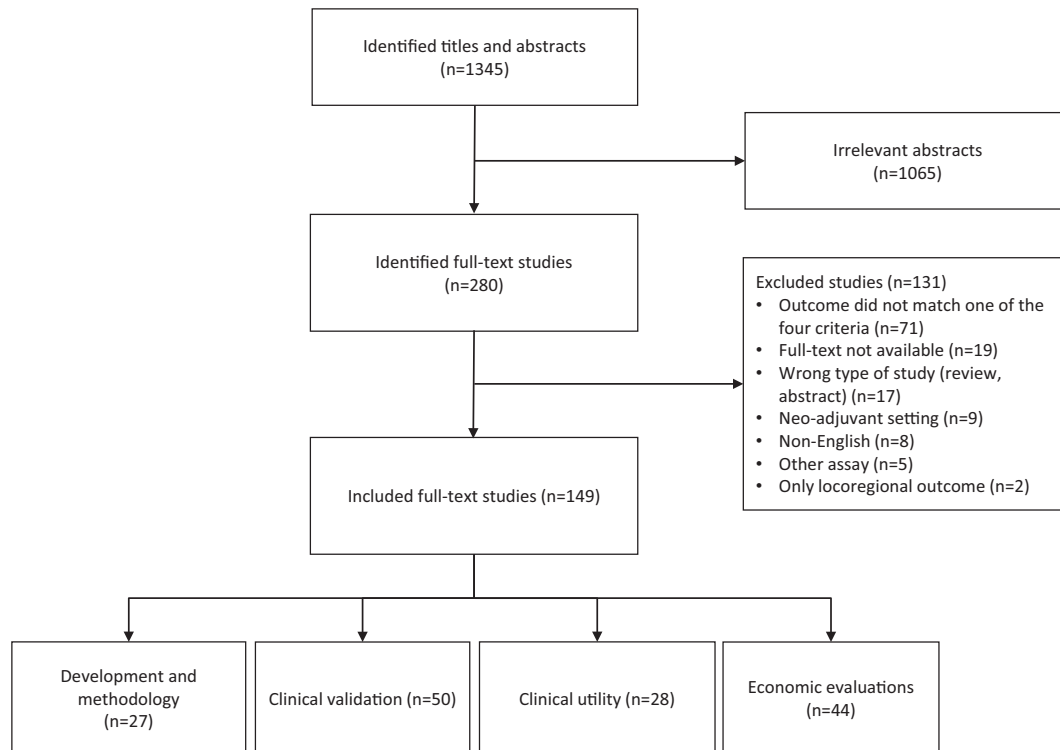 Identified titles and abstracts
(n=1345)
Irrelevant abstracts
(n=1065)
Identified full-text studies
(n=280)
Excluded studies (n=131)
• Outcome did not match one of the
four criteria (n=71)
• Full-text not available (n=19)
• Wrong type of study (review,
abstract) (n=17)
• Neo-adjuvant setting (n=9)
• Non-English (n=8)
• Other assay (n=5)
• Only locoregional outcome (n=2)
Included full-text studies (n=149)
Development and
methodology
(n=27)
Clinical validation (n=50)
Clinical utility (n=28)
Economic evaluations
(n=44)